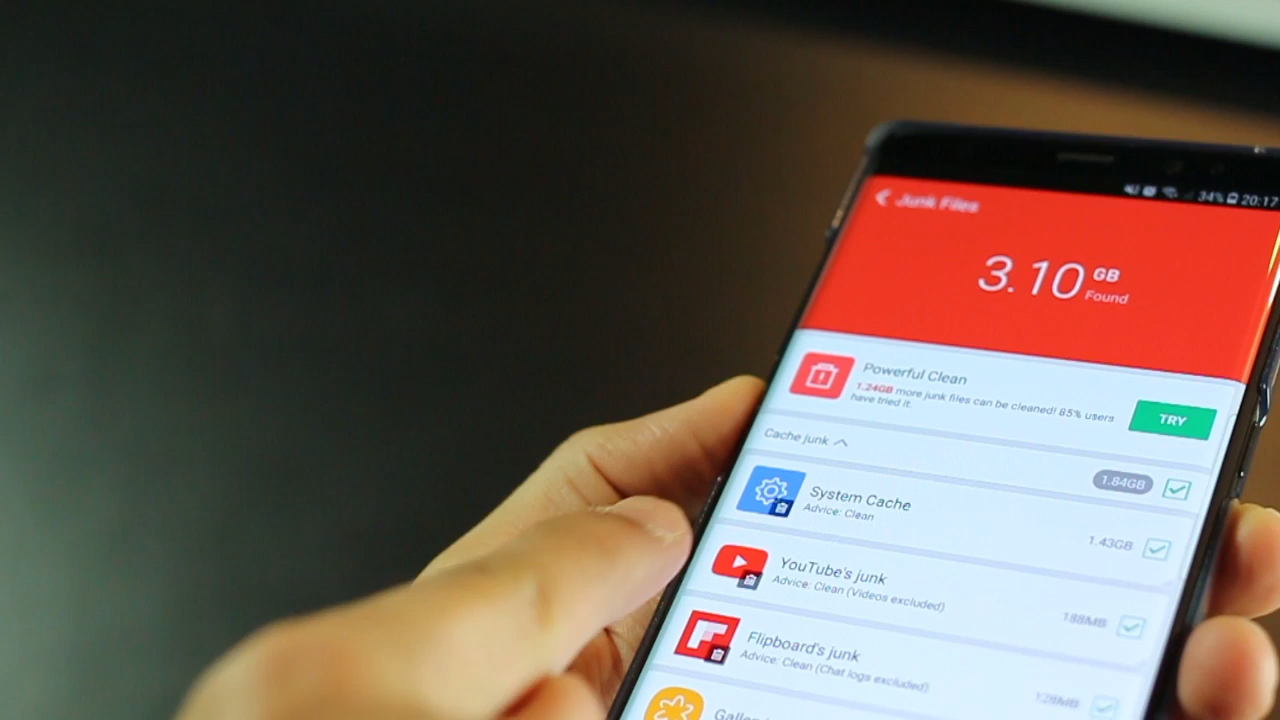 34% 20:17
Junk Files
3.10 GB
Found
Powerful Clean
1.24GB more junk files can be cleaned! 85% users
have tried it.
TRY
Cache junk
1.84GB
System Cache
Advice: Clean
1.43GB
YouTube's junk
Advice: Clean (Videos excluded)
188MB
Flipboard's junk
Advice: Clean (Chat logs excluded)
128MB